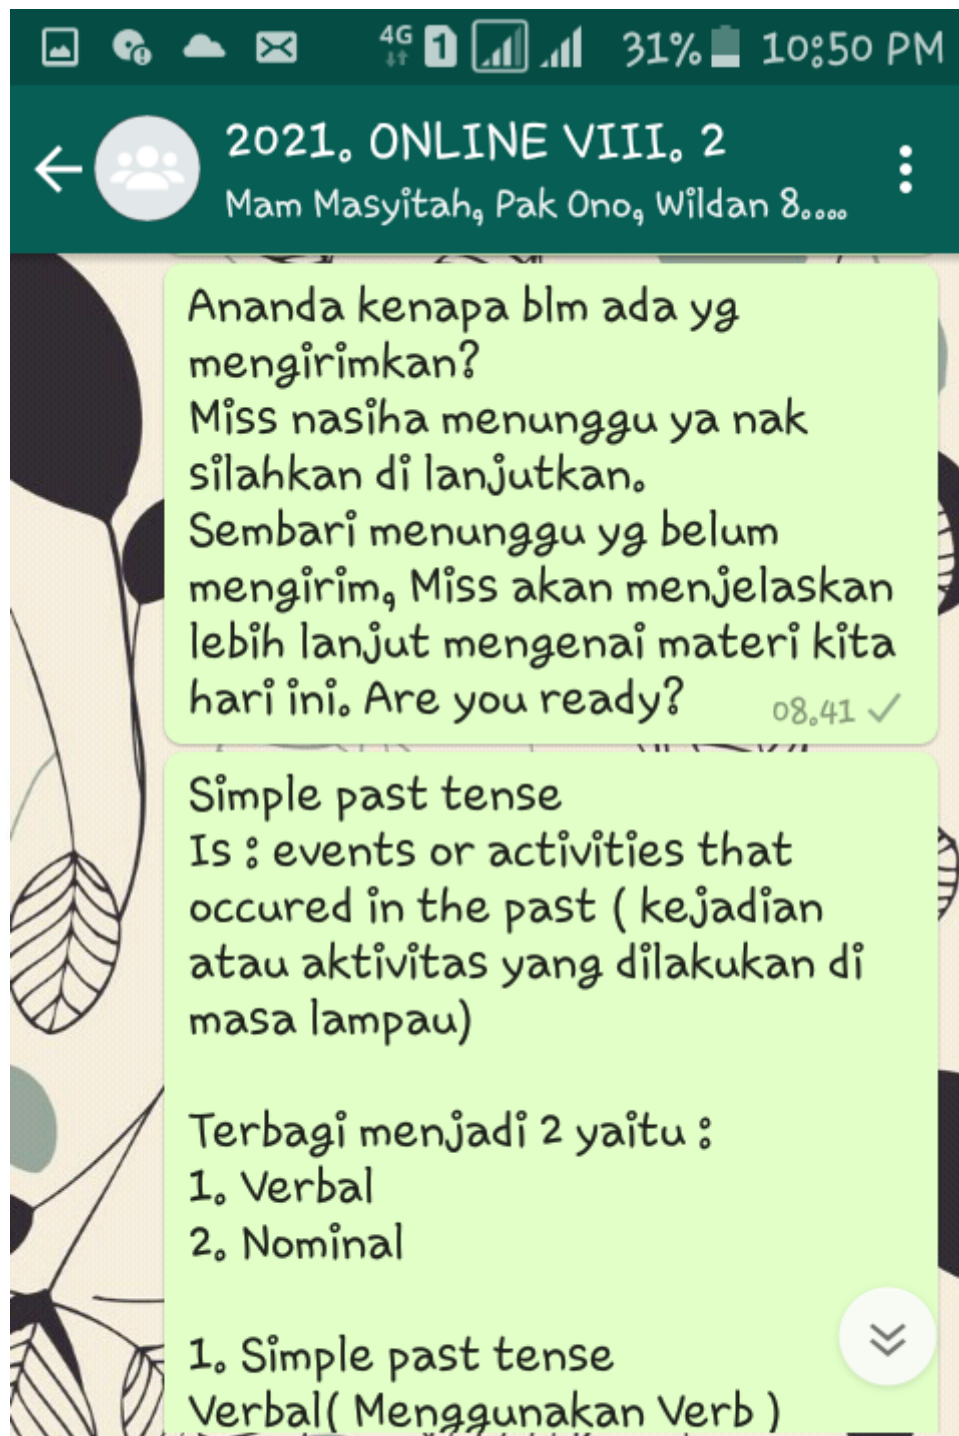 4G 1 31% 10:50 PM
2021. ONLINE VIII. 2
Mam Masyitah, Pak Ono, Wildan 8....
Ananda kenapa blm ada yg
mengirimkan?
Miss nasiha menunggu ya nak
silahkan di lanjutkan.
Sembari menunggu yg belum
mengirim, Miss akan menjelaskan
lebih lanjut mengenai materi kita
hari ini. Are you ready?
08.41
Simple past tense
Is : events or activities that
occured in the past ( kejadian
atau aktivitas yang dilakukan di
masa lampau)
Terbagi menjadi 2 yaitu :
1. Verbal
2. Nominal
1. Simple past tense
Verbal( Menggunakan Verb )